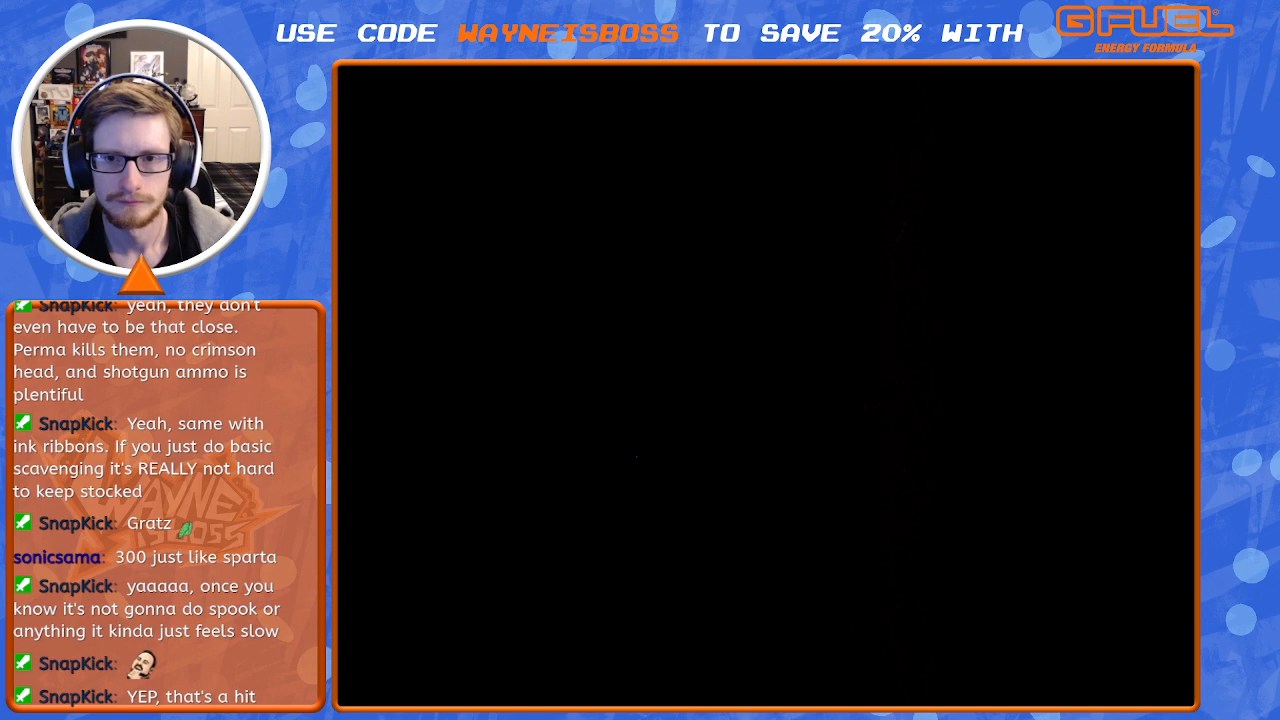 USE CODE WAYNEISBOSS TO SAVE 20% WITH
G FUEL®
ENERGY FORMULA
SnapKick: yeah, they don't
even have to be that close.
Perma kills them, no crimson
head, and shotgun ammo is
plentiful
SnapKick: Yeah, same with
ink ribbons. If you just do basic
scavenging it's REALLY not hard
to keep stocked
SnapKick: Gratz
sonicsama: 300 just like sparta
SnapKick: yaaaaa, once you
know it's not gonna do spook or
anything it kinda just feels slow
SnapKick:
SnapKick: YEP, that's a hit
WAYNE
IS BOSS